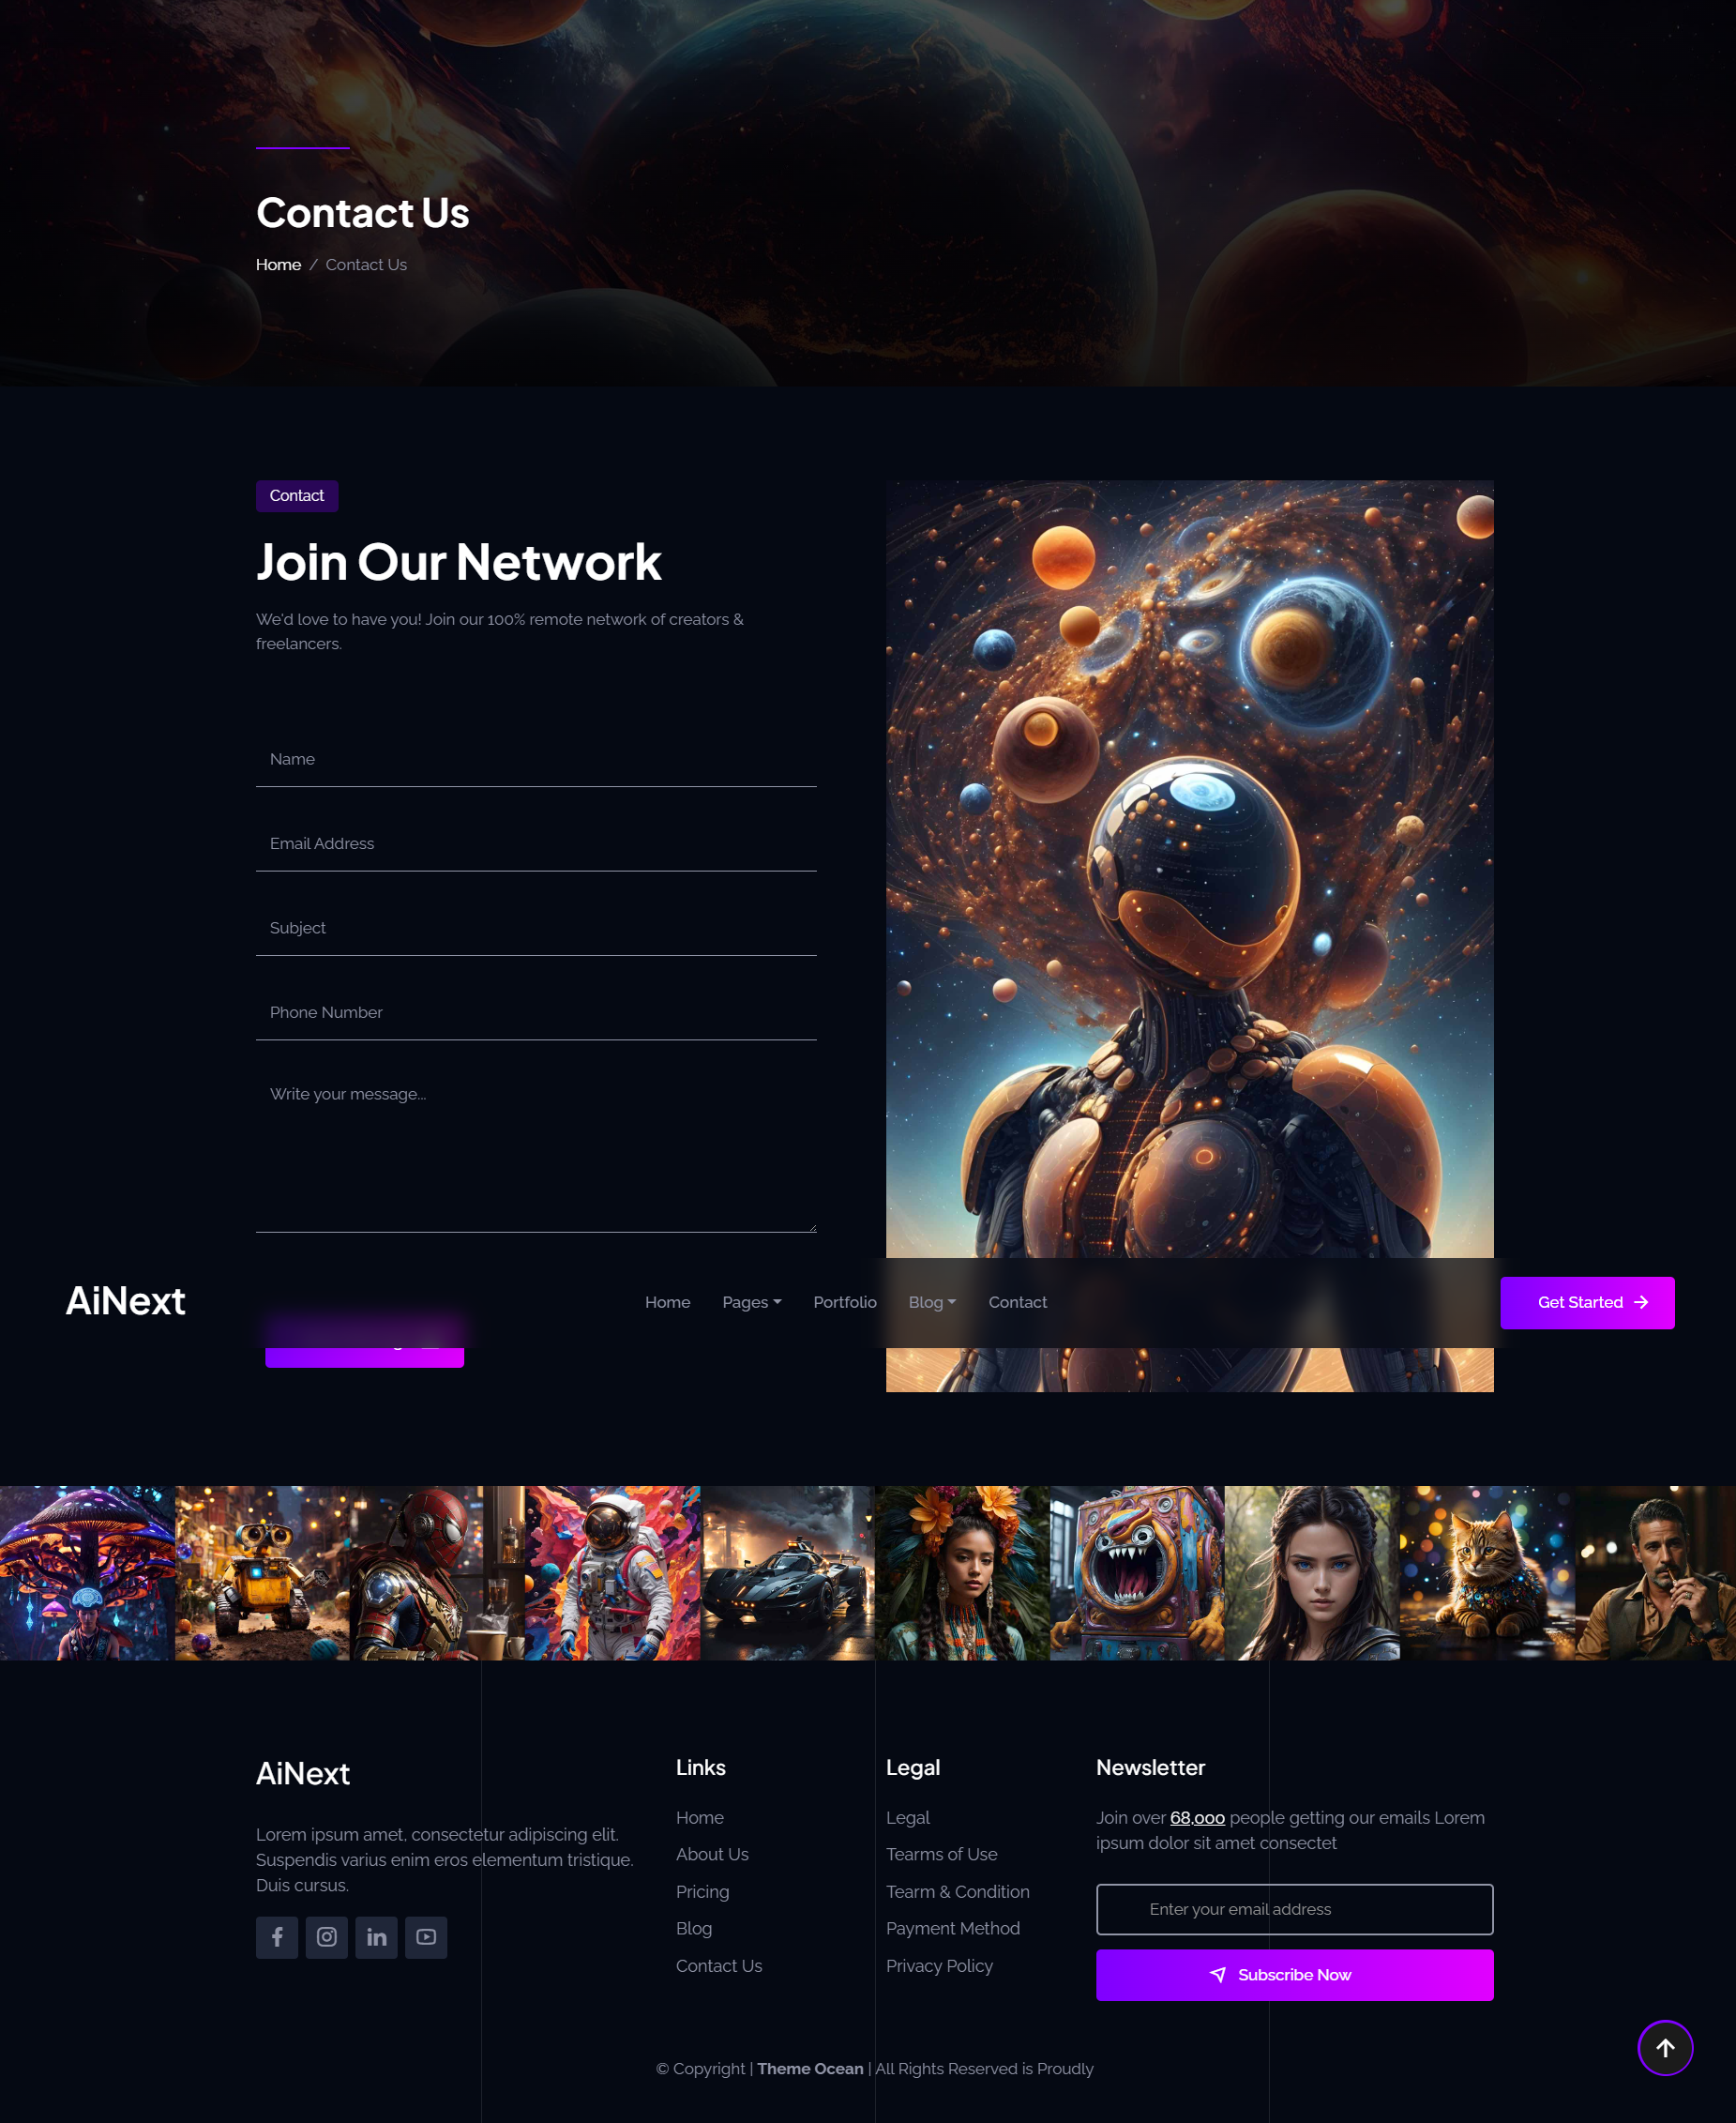 Contact Us
Home / Contact Us
Contact
Join Our Network
We'd love to have you! Join our 100% remote network of creators &
freelancers.
Name
Email Address
Subject
Phone Number
Write your message...
AiNext
Home
Pages
Portfolio
Blog
Contact
Get Started
AiNext
Lorem ipsum amet, consectetur adipiscing elit.
Suspendis varius enim eros elementum tristique.
Duis cursus.
Links
Home
About Us
Pricing
Blog
Contact Us
Legal
Legal
Tearms of Use
Tearm & Condition
Payment Method
Privacy Policy
Newsletter
Join over 68,000 people getting our emails Lorem
ipsum dolor sit amet consectet
Enter your email address
Subscribe Now
© Copyright | Theme Ocean | All Rights Reserved is Proudly